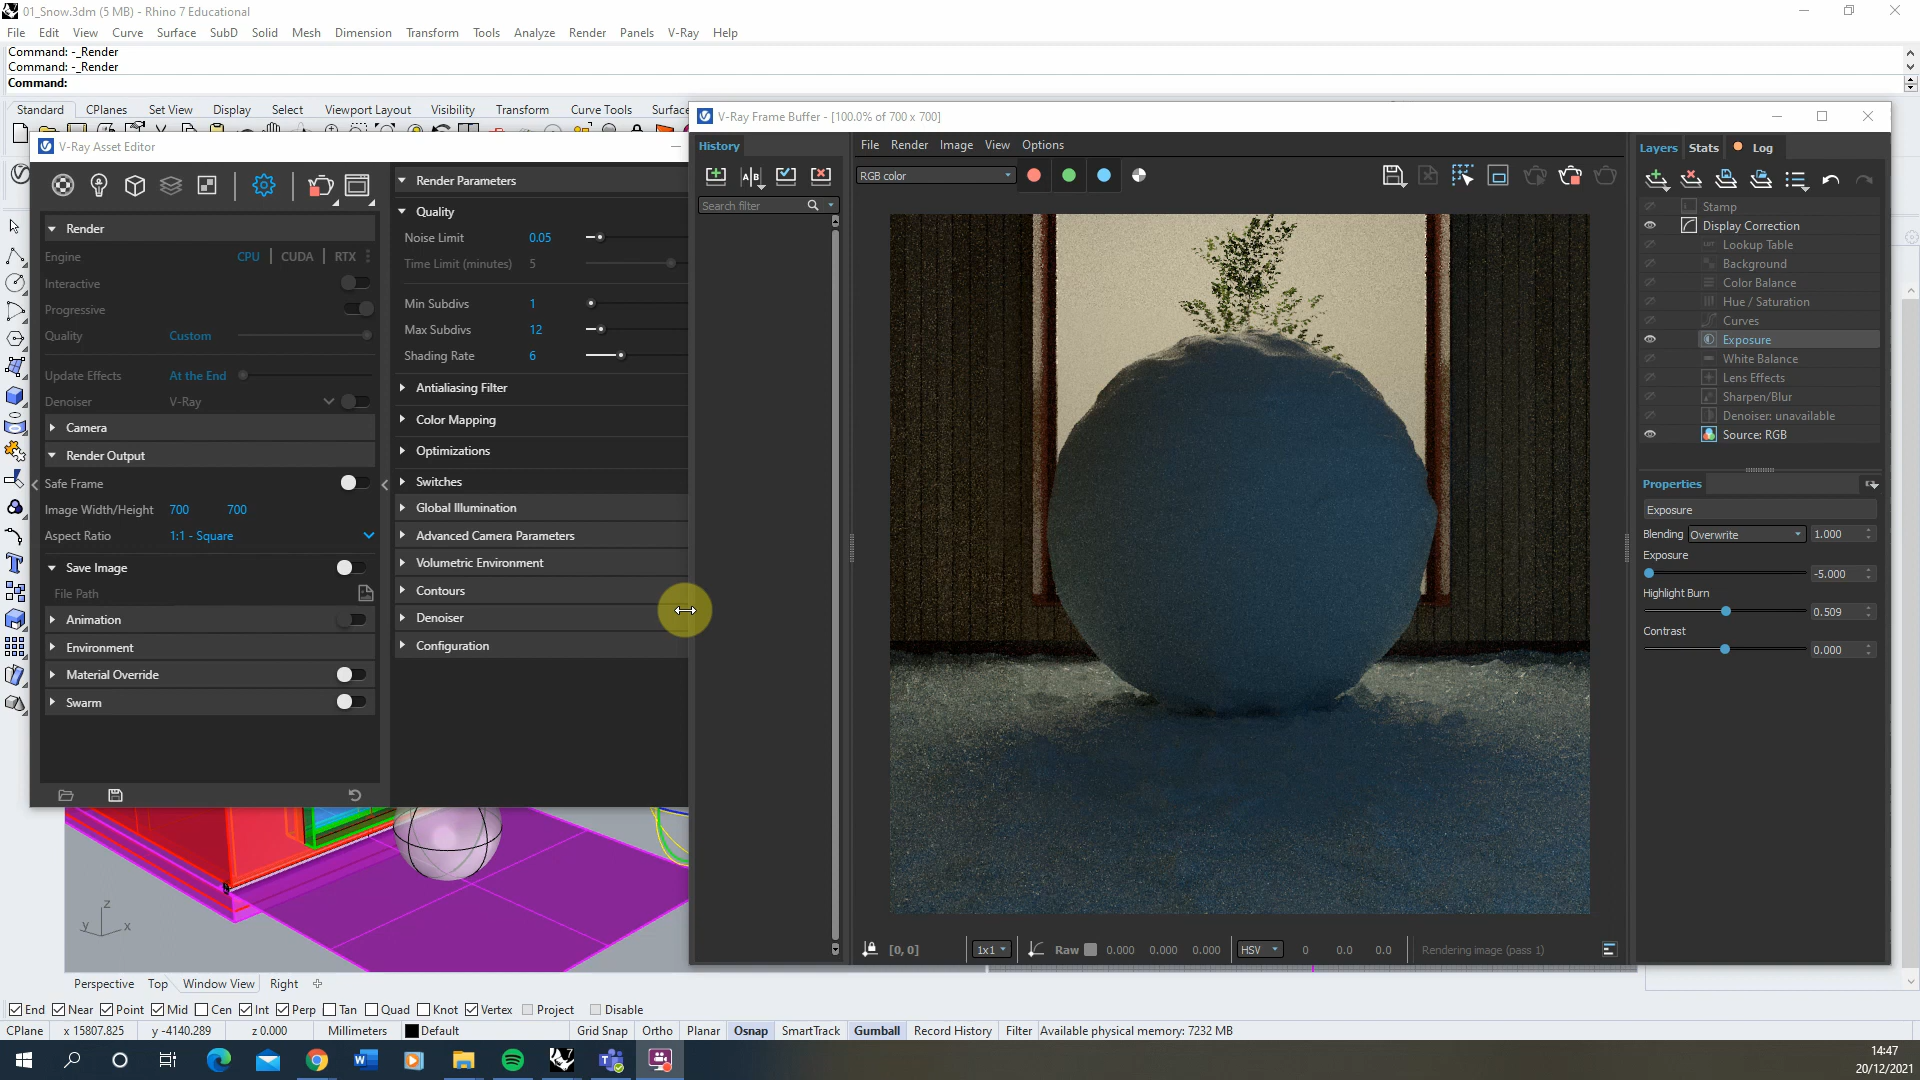 01_Snow.3dm (5 MB) - Rhino 7 Educational
File Edit View Curve Surface SubD Solid Mesh Dimension Transform Tools Analyze Render Panels V-Ray Help
Command: -_Render
Command: -_Render
Command:
Standard CPlanes Set View Display Select Viewport Layout Visibility Transform Curve Tools Surface
V-Ray Asset Editor
Render
Engine CPU CUDA RTX
Interactive
Progressive
Quality Custom
Update Effects At the End
Denoiser V-Ray
Camera
Render Output
Safe Frame
Image Width/Height 700 700
Aspect Ratio 1:1 - Square
Save Image
File Path
Animation
Environment
Material Override
Swarm
Render Parameters
Quality
Noise Limit 0.05
Time Limit (minutes) 5
Min Subdivs 1
Max Subdivs 12
Shading Rate 6
Antialiasing Filter
Color Mapping
Optimizations
Switches
Global Illumination
Advanced Camera Parameters
Volumetric Environment
Contours
Denoiser
Configuration
V-Ray Frame Buffer - [100.0% of 700 x 700]
History
Search filter
File Render Image View Options
RGB color
[0, 0] 1x1 Raw 0.000 0.000 0.000 HSV 0 0.0 0.0 Rendering image (pass 1)
Layers Stats Log
Stamp
Display Correction
Lookup Table
Background
Color Balance
Hue / Saturation
Curves
Exposure
White Balance
Lens Effects
Sharpen/Blur
Denoiser: unavailable
Source: RGB
Properties
Exposure
Blending Overwrite 1.000
Exposure
-5.000
Highlight Burn
0.509
Contrast
0.000
z
y x
Perspective Top Window View Right
End Near Point Mid Cen Int Perp Tan Quad Knot Vertex Project Disable
CPlane x 15807.825 y -4140.289 z 0.000 Millimeters Default Grid Snap Ortho Planar Osnap SmartTrack Gumball Record History Filter Available physical memory: 7232 MB
14:47
20/12/2021